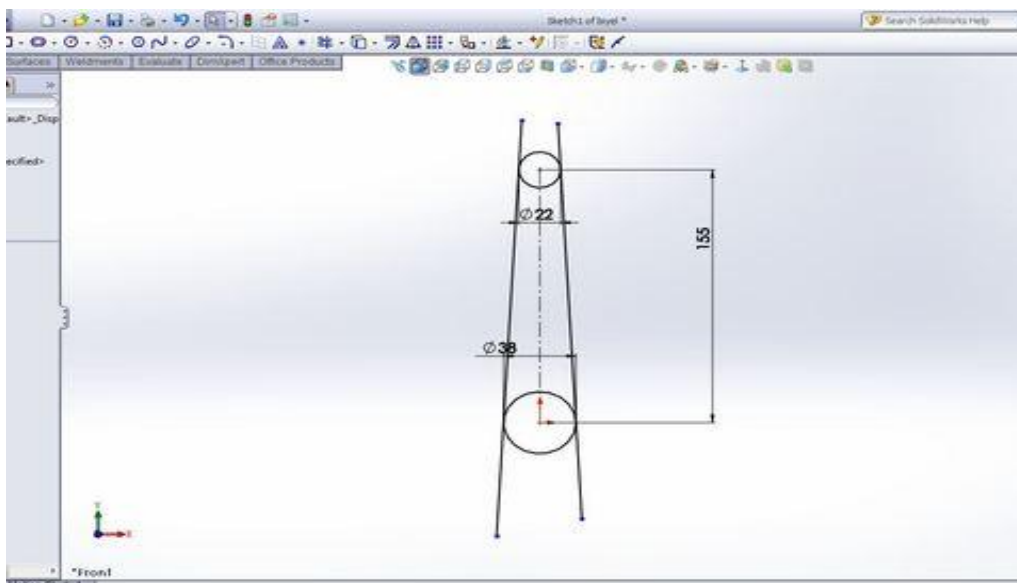 Sketch1 of biyel *
Search SolidWorks Help
Surfaces Weldments Evaluate DimXpert Office Products
ault>_Disp
ecified>
Ø22
155
Ø38
Y
X
*Front